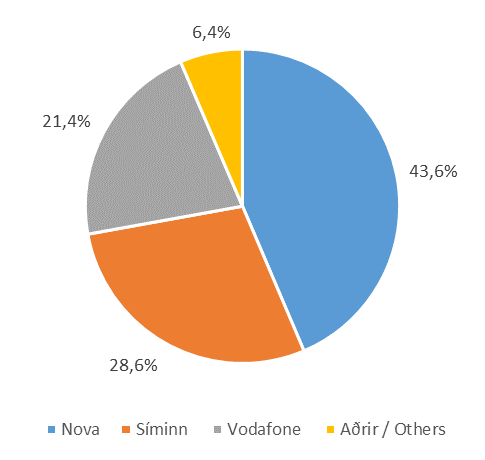 6,4%
21,4%
43,6%
28,6%
Nova Síminn Vodafone Aðrir / Others